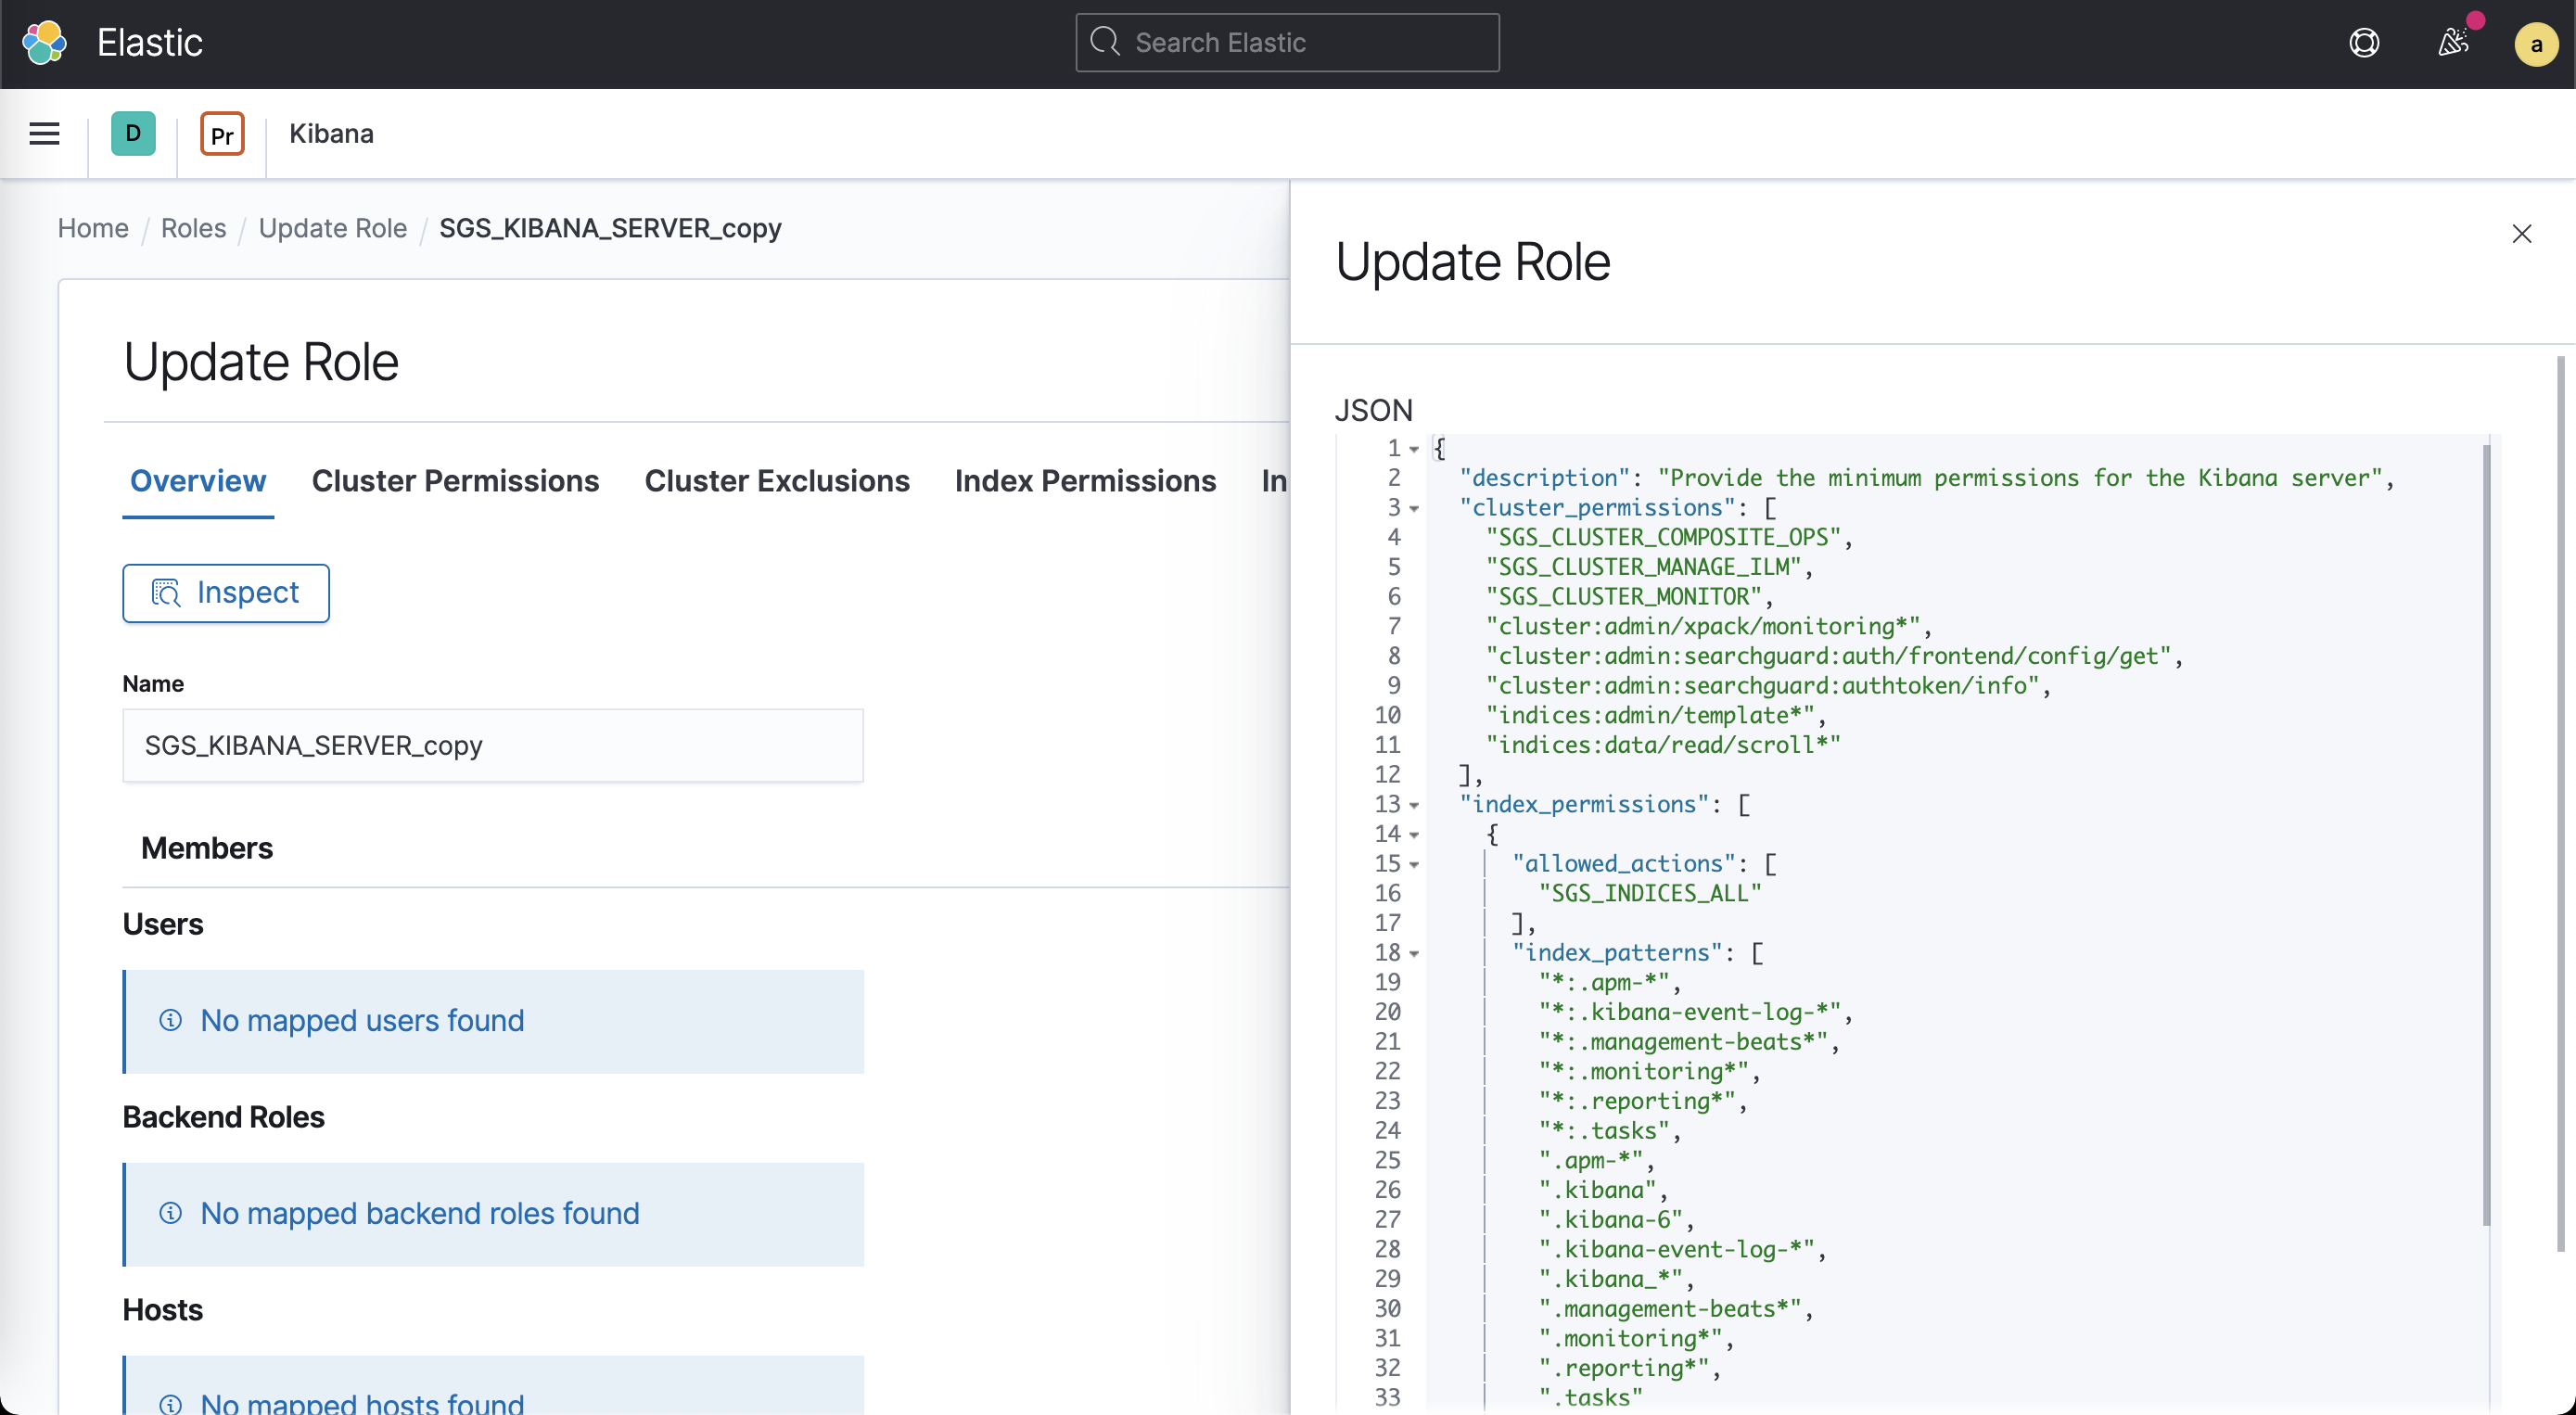 Elastic
Search Elastic
a
D
Pr
Kibana
Home / Roles / Update Role / SGS_KIBANA_SERVER_copy
Update Role
Overview Cluster Permissions Cluster Exclusions Index Permissions In
Inspect
Name
SGS_KIBANA_SERVER_copy
Members
Users
No mapped users found
Backend Roles
No mapped backend roles found
Hosts
No mapped hosts found
Update Role
JSON
1 {
2 "description": "Provide the minimum permissions for the Kibana server",
3 "cluster_permissions": [
4 "SGS_CLUSTER_COMPOSITE_OPS",
5 "SGS_CLUSTER_MANAGE_ILM",
6 "SGS_CLUSTER_MONITOR",
7 "cluster:admin/xpack/monitoring*",
8 "cluster:admin:searchguard:auth/frontend/config/get",
9 "cluster:admin:searchguard:authtoken/info",
10 "indices:admin/template*",
11 "indices:data/read/scroll*"
12 ],
13 "index_permissions": [
14 {
15 "allowed_actions": [
16 "SGS_INDICES_ALL"
17 ],
18 "index_patterns": [
19 "*:.apm-*",
20 "*:.kibana-event-log-*",
21 "*:.management-beats*",
22 "*:.monitoring*",
23 "*:.reporting*",
24 "*:.tasks",
25 ".apm-*",
26 ".kibana",
27 ".kibana-6",
28 ".kibana-event-log-*",
29 ".kibana_*",
30 ".management-beats*",
31 ".monitoring*",
32 ".reporting*",
33 ".tasks"